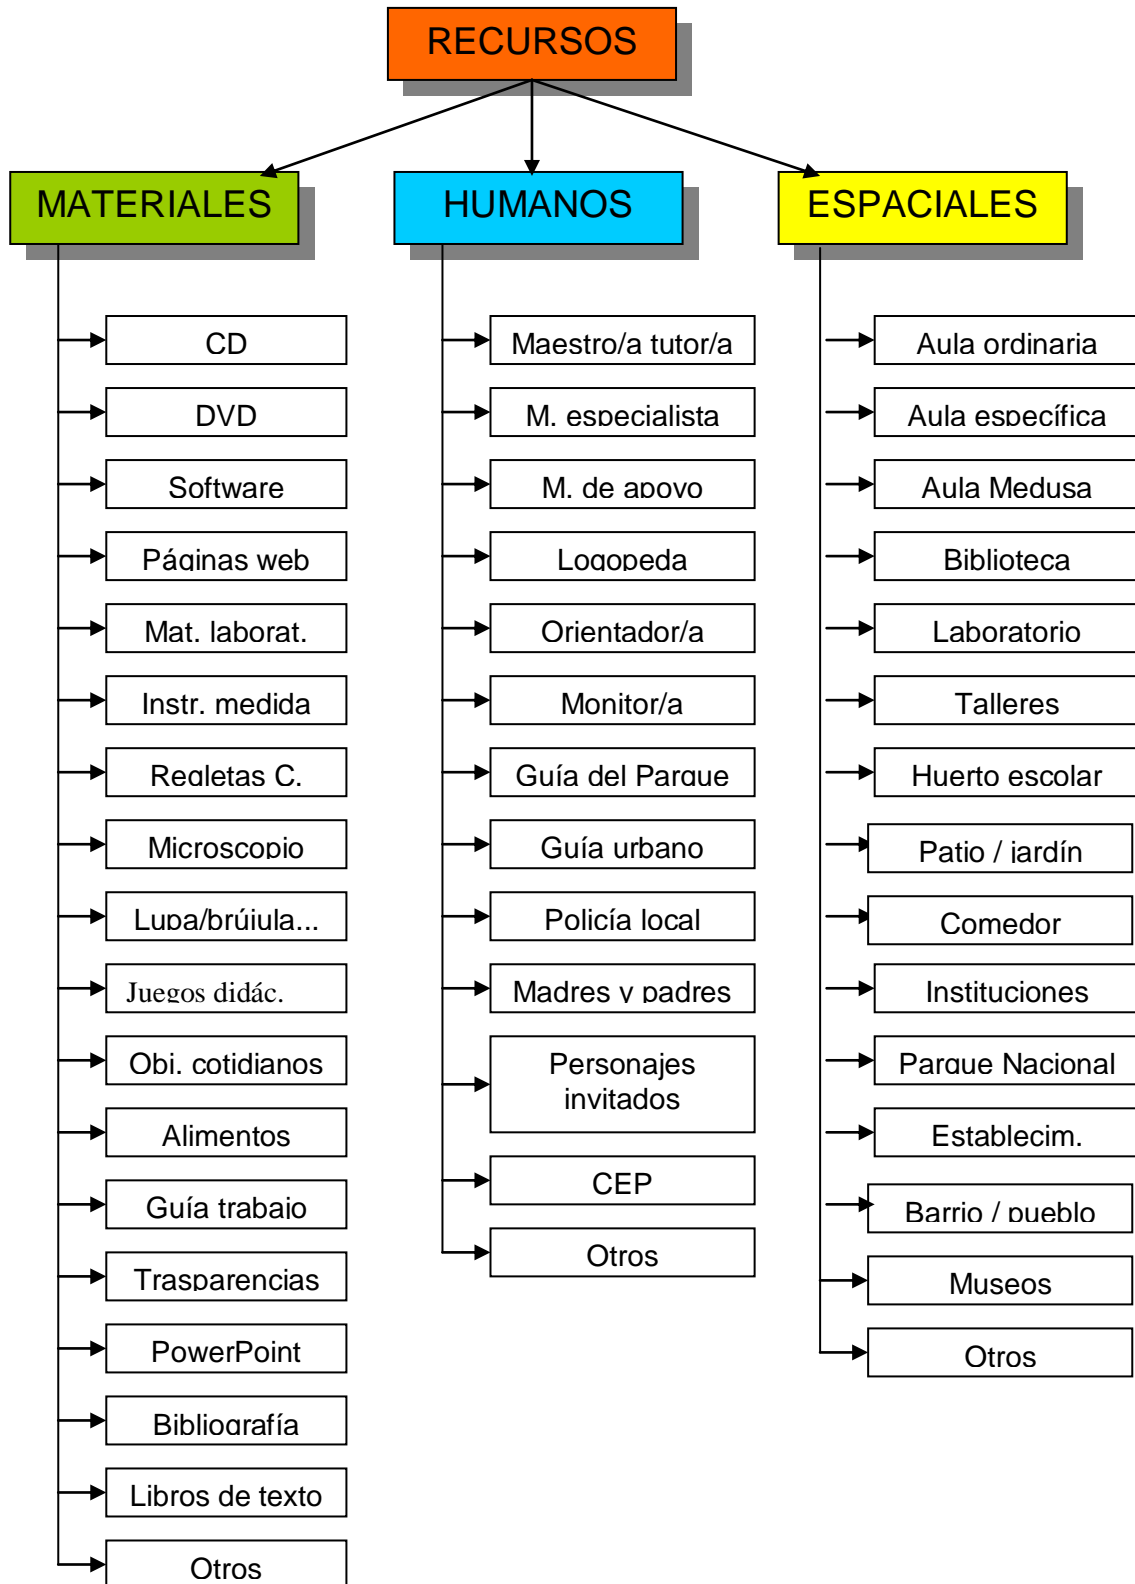 RECURSOS
MATERIALES
HUMANOS
ESPACIALES
CD
DVD
Software
Páginas web
Mat. laborat.
Instr. medida
Regletas C.
Microscopio
Lupa/brújula...
Juegos didác.
Obj. cotidianos
Alimentos
Guía trabajo
Trasparencias
PowerPoint
Bibliografía
Libros de texto
Otros
Maestro/a tutor/a
M. especialista
M. de apoyo
Logopeda
Orientador/a
Monitor/a
Guía del Parque
Guía urbano
Policía local
Madres y padres
Personajes
invitados
CEP
Otros
Aula ordinaria
Aula específica
Aula Medusa
Biblioteca
Laboratorio
Talleres
Huerto escolar
Patio / jardín
Comedor
Instituciones
Parque Nacional
Establecim.
Barrio / pueblo
Museos
Otros